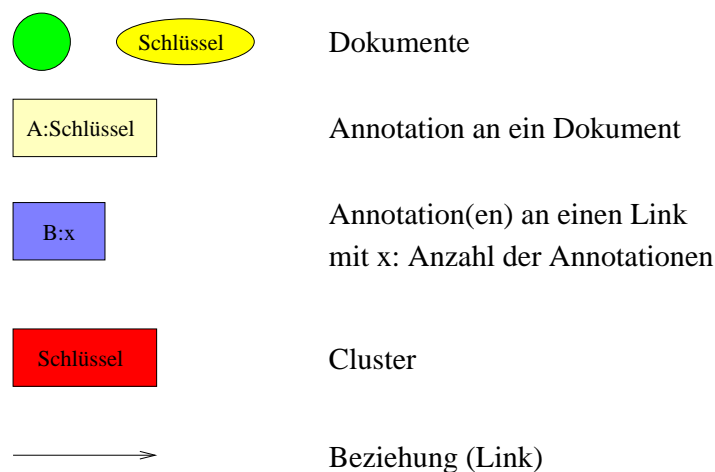 Schlüssel Dokumente
A:Schlüssel Annotation an ein Dokument
B:x Annotation(en) an einen Link
mit x: Anzahl der Annotationen
Schlüssel Cluster
Beziehung (Link)